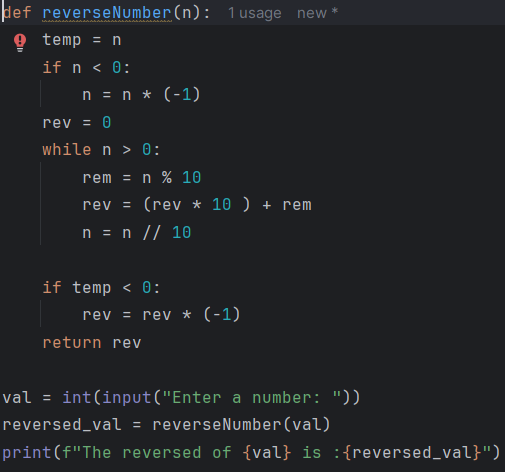 def reverseNumber(n): 1 usage new *
    temp = n
    if n < 0:
        n = n * (-1)
    rev = 0
    while n > 0:
        rem = n % 10
        rev = (rev * 10 ) + rem
        n = n // 10

    if temp < 0:
        rev = rev * (-1)
    return rev

val = int(input("Enter a number: "))
reversed_val = reverseNumber(val)
print(f"The reversed of {val} is :{reversed_val}")